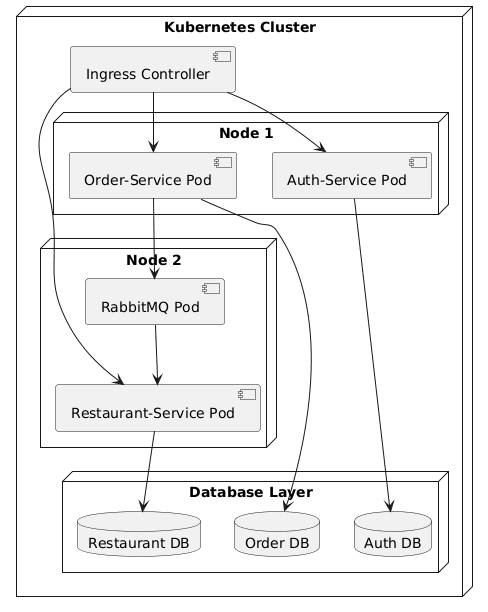 Kubernetes Cluster
Ingress Controller
Node 1
Order-Service Pod
Auth-Service Pod
Node 2
RabbitMQ Pod
Restaurant-Service Pod
Database Layer
Restaurant DB
Order DB
Auth DB